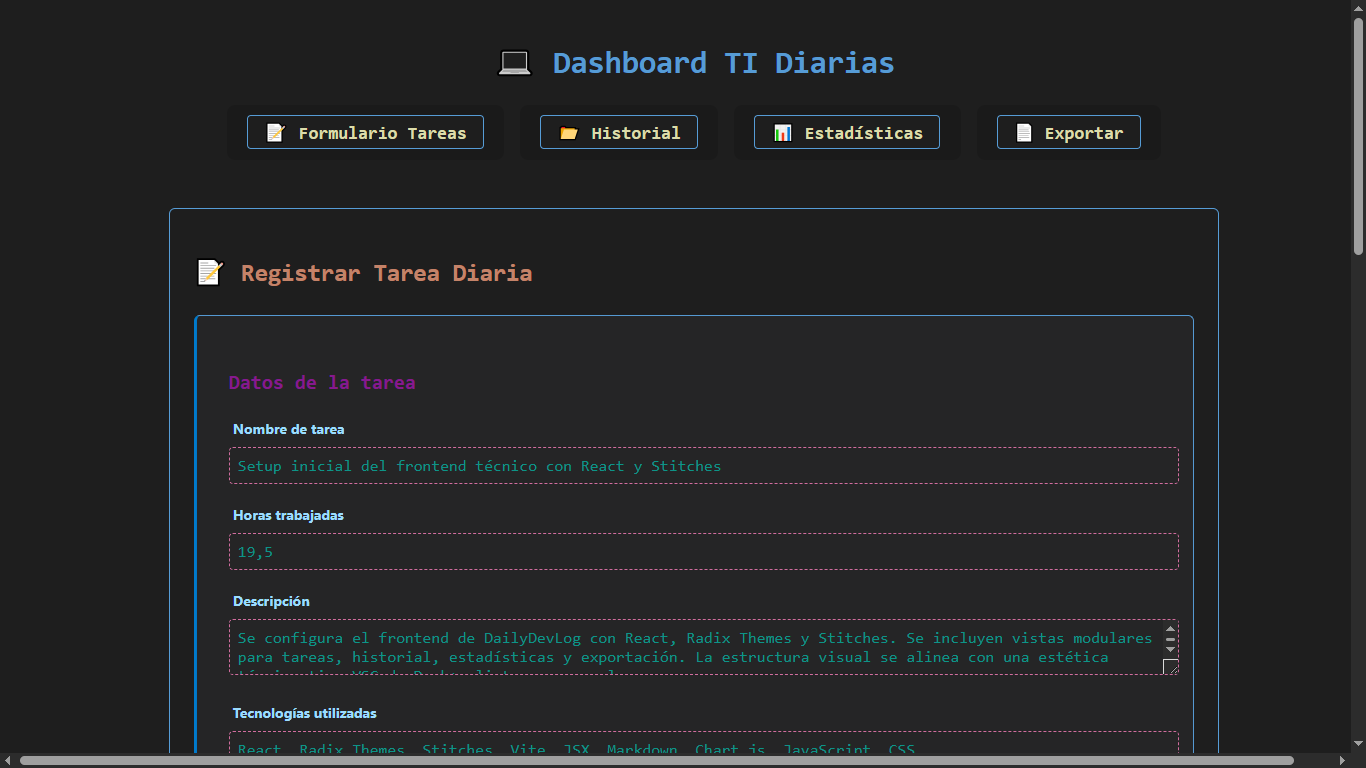 💻 Dashboard TI Diarias
📝 Formulario Tareas
📂 Historial
📊 Estadísticas
📄 Exportar
📝 Registrar Tarea Diaria
Datos de la tarea
Nombre de tarea
Setup inicial del frontend técnico con React y Stitches
Horas trabajadas
19,5
Descripción
Se configura el frontend de DailyDevLog con React, Radix Themes y Stitches. Se incluyen vistas modulares
para tareas, historial, estadísticas y exportación. La estructura visual se alinea con una estética
Tecnologías utilizadas
React, Radix Themes, Stitches, Vite, JSX, Markdown, Chart.js, JavaScript, CSS